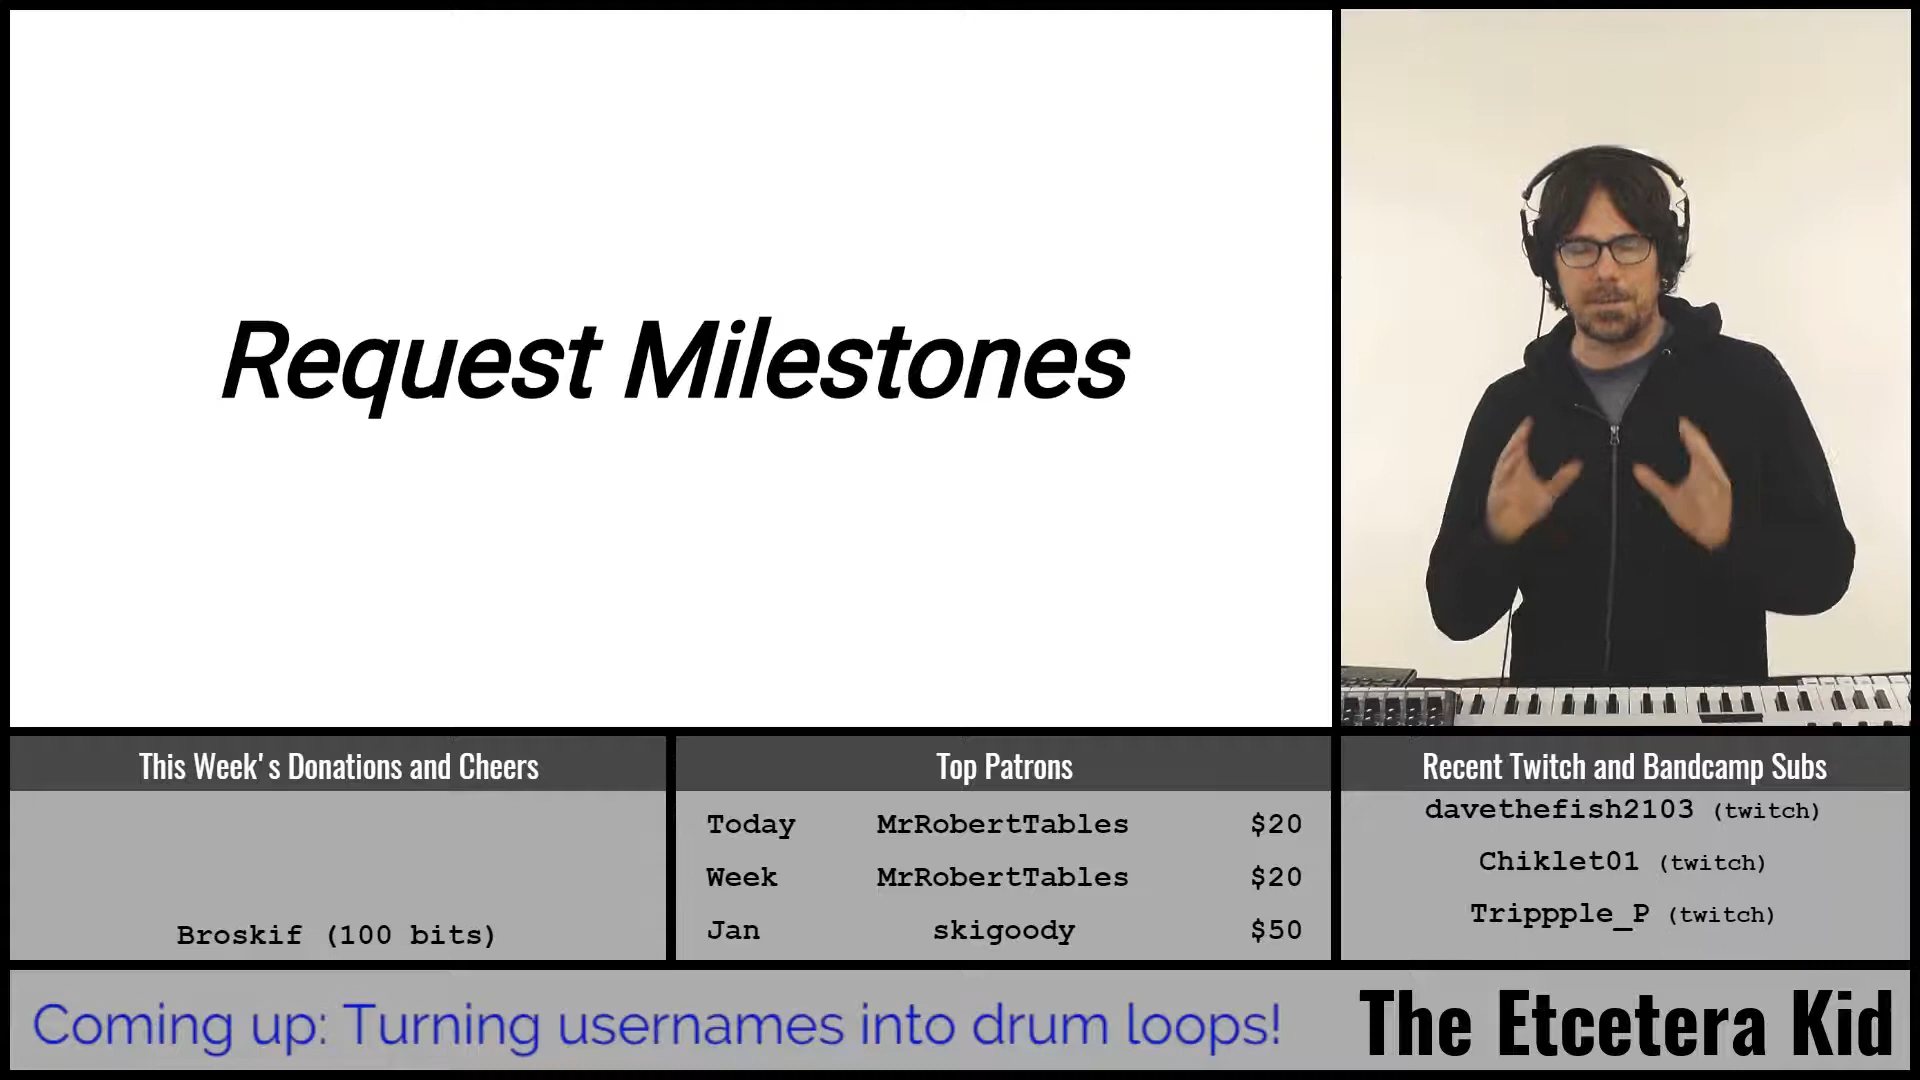 Request Milestones
This Week's Donations and Cheers
Broskif (100 bits)
Top Patrons
Today MrRobertTables $20
Week MrRobertTables $20
Jan skigoody $50
Recent Twitch and Bandcamp Subs
davethefish2103 (twitch)
Chiklet01 (twitch)
Trippple_P (twitch)
Coming up: Turning usernames into drum loops!
The Etcetera Kid